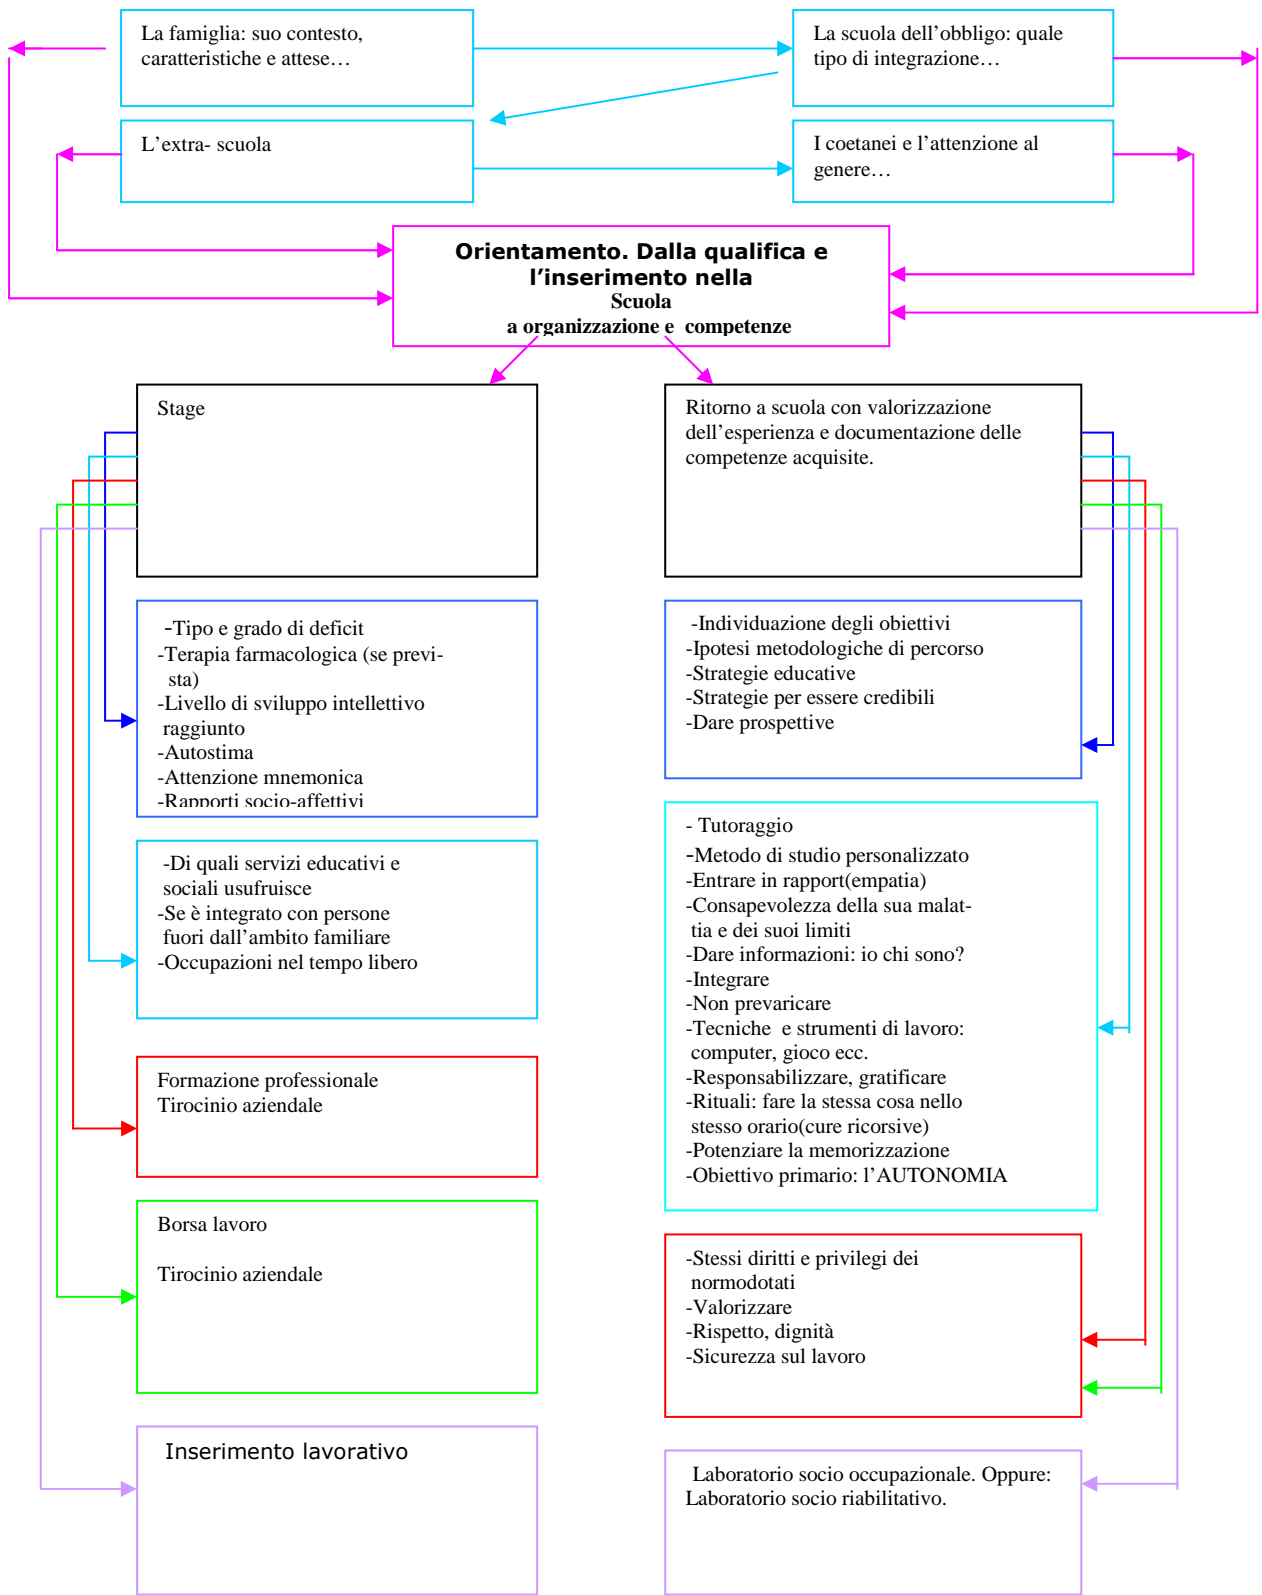 La famiglia: suo contesto,
caratteristiche e attese…
La scuola dell’obbligo: quale
tipo di integrazione…
L’extra- scuola
I coetanei e l’attenzione al
genere…
Orientamento. Dalla qualifica e
l’inserimento nella
Scuola
a organizzazione e  competenze
Stage
Ritorno a scuola con valorizzazione
dell’esperienza e documentazione delle
competenze acquisite.
-Tipo e grado di deficit
-Terapia farmacologica (se previ-
sta)
-Livello di sviluppo intellettivo
raggiunto
-Autostima
-Attenzione mnemonica
-Rapporti socio-affettivi
-Individuazione degli obiettivi
-Ipotesi metodologiche di percorso
-Strategie educative
-Strategie per essere credibili
-Dare prospettive
-Di quali servizi educativi e
sociali usufruisce
-Se è integrato con persone
fuori dall’ambito familiare
-Occupazioni nel tempo libero
- Tutoraggio
-Metodo di studio personalizzato
-Entrare in rapport(empatia)
-Consapevolezza della sua malat-
tia e dei suoi limiti
-Dare informazioni: io chi sono?
-Integrare
-Non prevaricare
-Tecniche  e strumenti di lavoro:
computer, gioco ecc.
-Responsabilizzare, gratificare
-Rituali: fare la stessa cosa nello
stesso orario(cure ricorsive)
-Potenziare la memorizzazione
-Obiettivo primario: l’AUTONOMIA
Formazione professionale
Tirocinio aziendale
Borsa lavoro
Tirocinio aziendale
-Stessi diritti e privilegi dei
normodotati
-Valorizzare
-Rispetto, dignità
-Sicurezza sul lavoro
Inserimento lavorativo
Laboratorio socio occupazionale. Oppure:
Laboratorio socio riabilitativo.